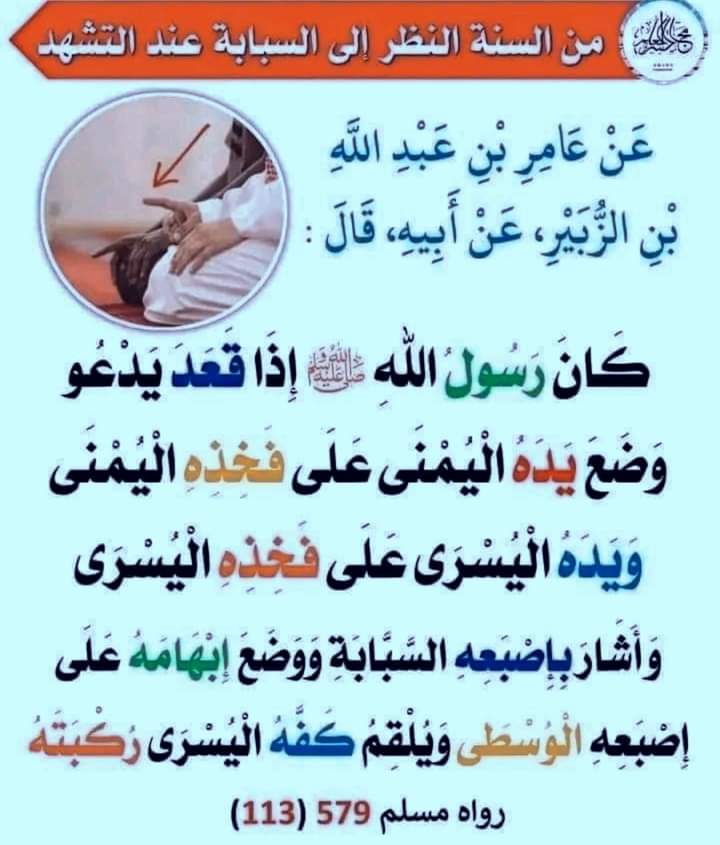 من السنة النظر إلى السبابة عند التشهد
عَنْ عَامِرِ بْنِ عَبْدِ اللَّهِ
بْنِ الزُّبَيْرِ، عَنْ أَبِيهِ، قَالَ :
كَانَ رَسُولُ اللهِ ﷺ إِذَا قَعَدَ يَدْعُو
وَضَعَ يَدَهُ الْيُمْنَى عَلَى فَخِذِهِ الْيُمْنَى
وَيَدَهُ الْيُسْرَى عَلَى فَخِذِهِ الْيُسْرَى
وَأَشَارَ بِإِصْبَعِهِ السَّبَّابَةِ وَوَضَعَ إِبْهَامَهُ عَلَى
إِصْبَعِهِ الْوُسْطَى وَيُلْقِمُ كَفَّهُ الْيُسْرَى رُكْبَتَهُ
رواه مسلم 579 (113)